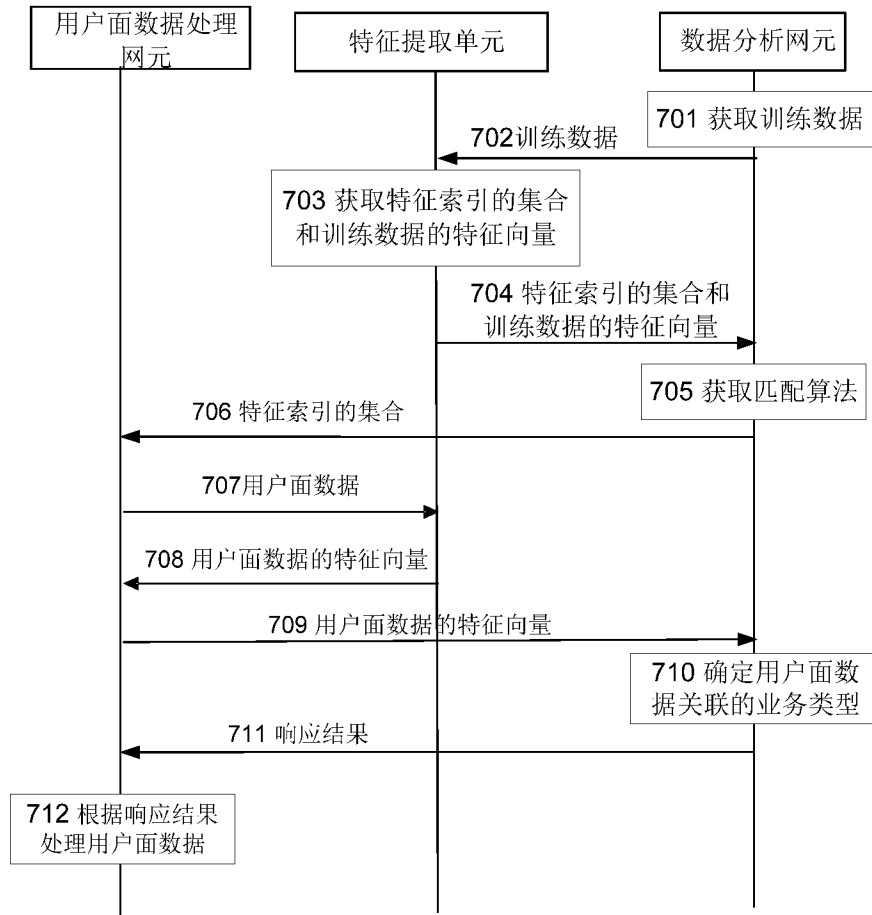 用户面数据处理
网元
特征提取单元
数据分析网元
701 获取训练数据
702训练数据
703 获取特征索引的集合
和训练数据的特征向量
704 特征索引的集合和
训练数据的特征向量
705 获取匹配算法
706 特征索引的集合
707用户面数据
708 用户面数据的特征向量
709 用户面数据的特征向量
710 确定用户面数
据关联的业务类型
711 响应结果
712 根据响应结果
处理用户面数据